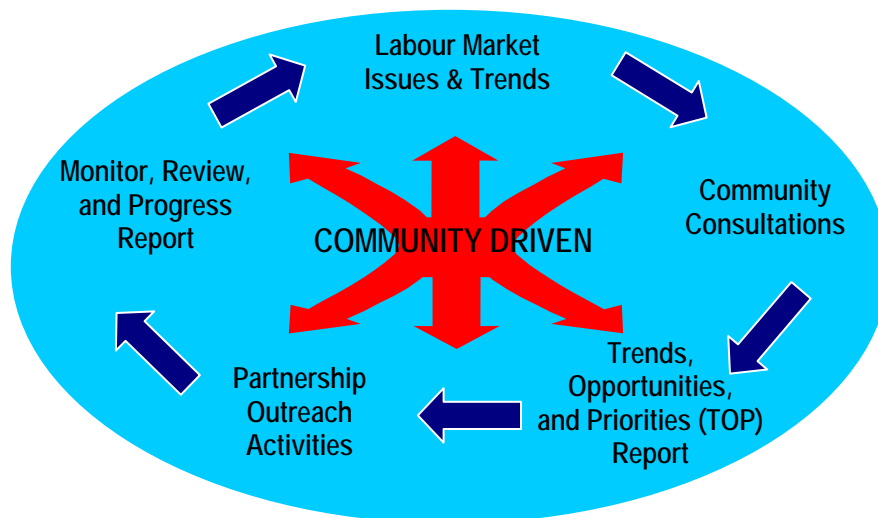 Labour Market
Issues & Trends
Community
Consultations
Trends,
Opportunities,
and Priorities (TOP)
Report
Partnership
Outreach
Activities
Monitor, Review,
and Progress
Report
COMMUNITY DRIVEN